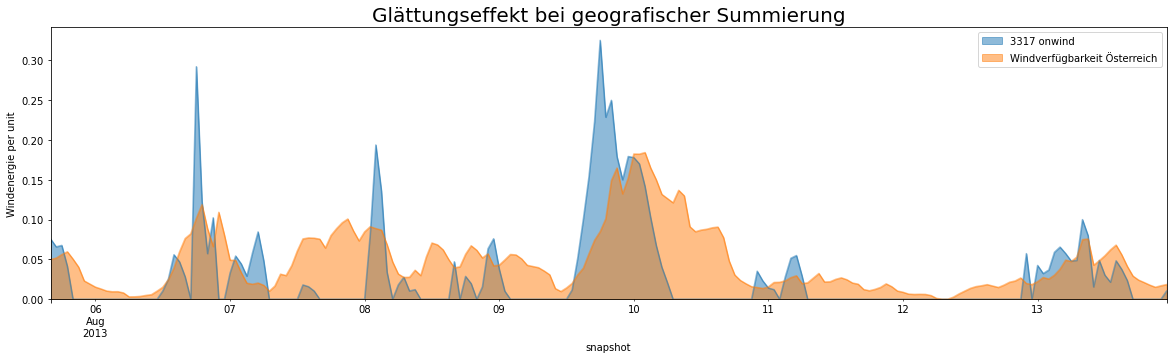 Glättungseffekt bei geografischer Summierung
3317 onwind
Windverfügbarkeit Österreich
Windenergie per unit
0.30
0.25
0.20
0.15
0.10
0.05
0.00
06 07 08 09 10 11 12 13
Aug
2013
snapshot